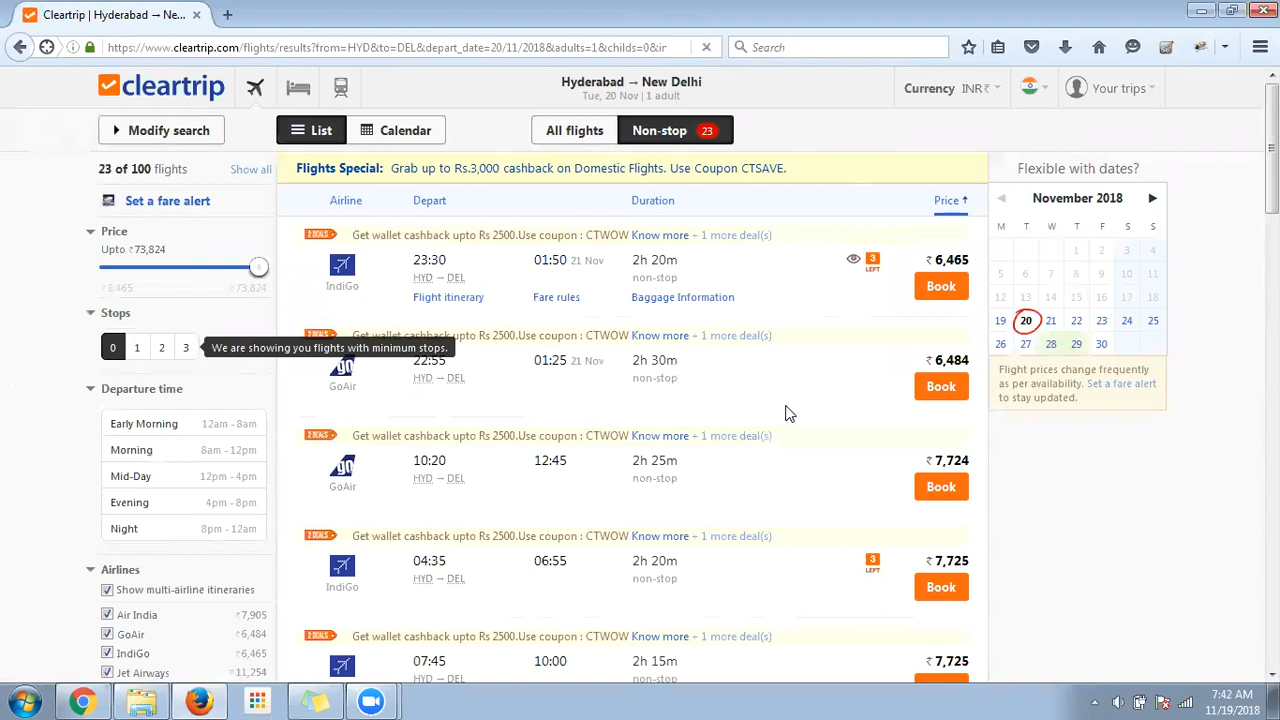 Cleartrip | Hyderabad → Ne...
https://www.cleartrip.com/flights/results?from=HYD&to=DEL&depart_date=20/11/2018&adults=1&childs=0&ir
Search
cleartrip
Hyderabad → New Delhi
Tue, 20 Nov | 1 adult
Currency INR ₹
Your trips
Modify search
List
Calendar
All flights
Non-stop 23
23 of 100 flights
Show all
Flights Special: Grab up to Rs.3,000 cashback on Domestic Flights. Use Coupon CTSAVE.
Flexible with dates?
Set a fare alert
Airline Depart Duration Price
November 2018
M T W T F S S
1 2 3 4
5 6 7 8 9 10 11
12 13 14 15 16 17 18
19 20 21 22 23 24 25
26 27 28 29 30
Flight prices change frequently
as per availability. Set a fare alert
to stay updated.
Price
Upto ₹73,824
₹6,465 ₹73,824
Stops
0 1 2 3
We are showing you flights with minimum stops.
Departure time
Early Morning 12am - 8am
Morning 8am - 12pm
Mid-Day 12pm - 4pm
Evening 4pm - 8pm
Night 8pm - 12am
Airlines
Show multi-airline itineraries
Air India ₹7,905
GoAir ₹6,484
IndiGo ₹6,465
Jet Airways ₹11,254
2 DEALS Get wallet cashback upto Rs 2500.Use coupon : CTWOW Know more + 1 more deal(s)
23:30 01:50 21 Nov 2h 20m 3 LEFT ₹ 6,465
IndiGo HYD → DEL non-stop Book
Flight itinerary Fare rules Baggage Information
2 DEALS Get wallet cashback upto Rs 2500.Use coupon : CTWOW Know more + 1 more deal(s)
22:55 01:25 21 Nov 2h 30m ₹ 6,484
go
GoAir HYD → DEL non-stop Book
2 DEALS Get wallet cashback upto Rs 2500.Use coupon : CTWOW Know more + 1 more deal(s)
10:20 12:45 2h 25m ₹ 7,724
go
GoAir HYD → DEL non-stop Book
2 DEALS Get wallet cashback upto Rs 2500.Use coupon : CTWOW Know more + 1 more deal(s)
04:35 06:55 2h 20m 3 LEFT ₹ 7,725
IndiGo HYD → DEL non-stop Book
2 DEALS Get wallet cashback upto Rs 2500.Use coupon : CTWOW Know more + 1 more deal(s)
07:45 10:00 2h 15m ₹ 7,725
7:42 AM
11/19/2018